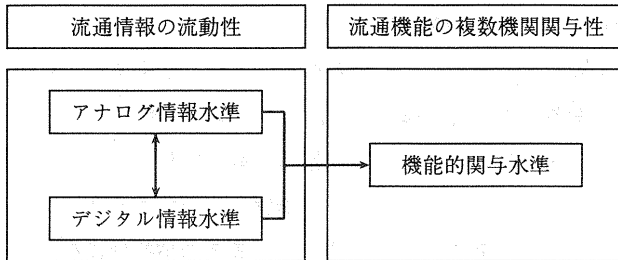 流通情報の流動性
流通機能の複数機関関与性
アナログ情報水準
機能的関与水準
デジタル情報水準